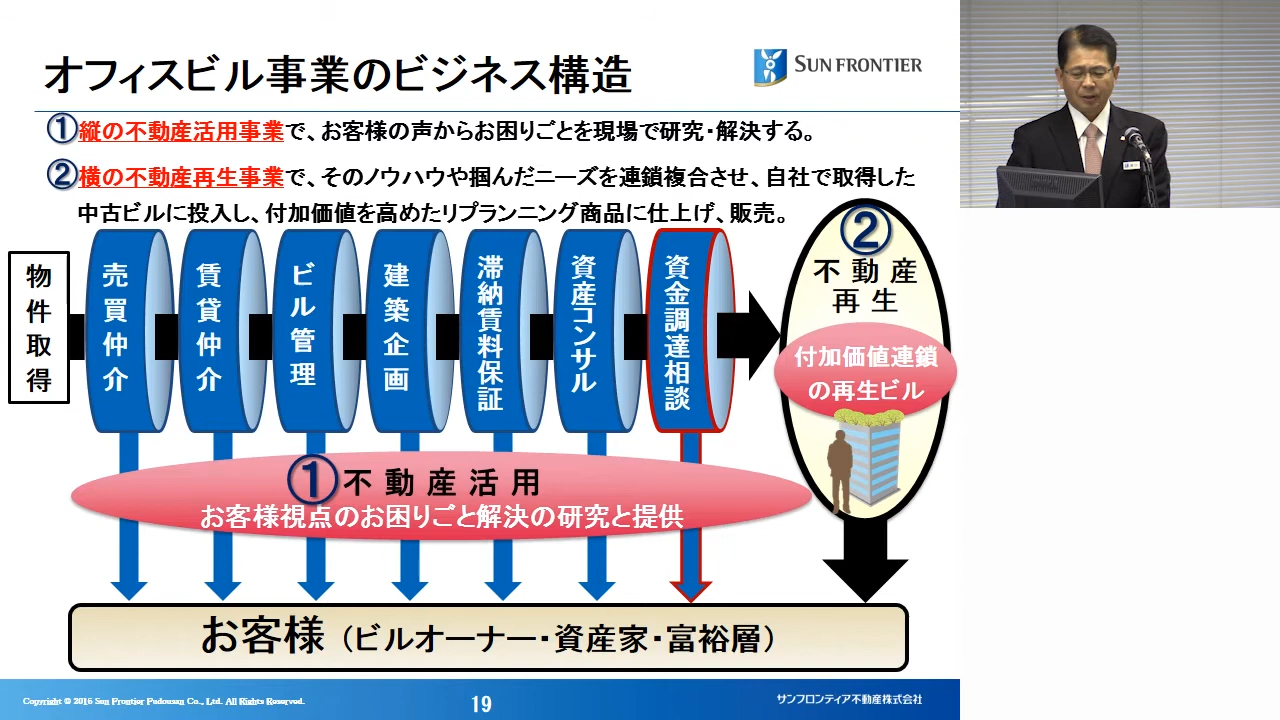 オフィスビル事業のビジネス構造
SUN FRONTIER
①縦の不動産活用事業で、お客様の声からお困りごとを現場で研究・解決する。
②横の不動産再生事業で、そのノウハウや掴んだニーズを連鎖複合させ、自社で取得した
中古ビルに投入し、付加価値を高めたリプランニング商品に仕上げ、販売。
物件取得
売買仲介
賃貸仲介
ビル管理
建築企画
滞納賃料保証
資産コンサル
資金調達相談
②
不動産
再生
付加価値連鎖
の再生ビル
①不動産活用
お客様視点のお困りごと解決の研究と提供
お客様（ビルオーナー・資産家・富裕層）
Copyright © 2016 Sun Frontier Fudousan Co., Ltd. All Rights Reserved.
19
サンフロンティア不動産株式会社